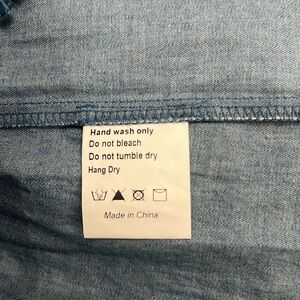 Hand wash only
Do not bleach
Do not tumble dry
Hang Dry
Made in China